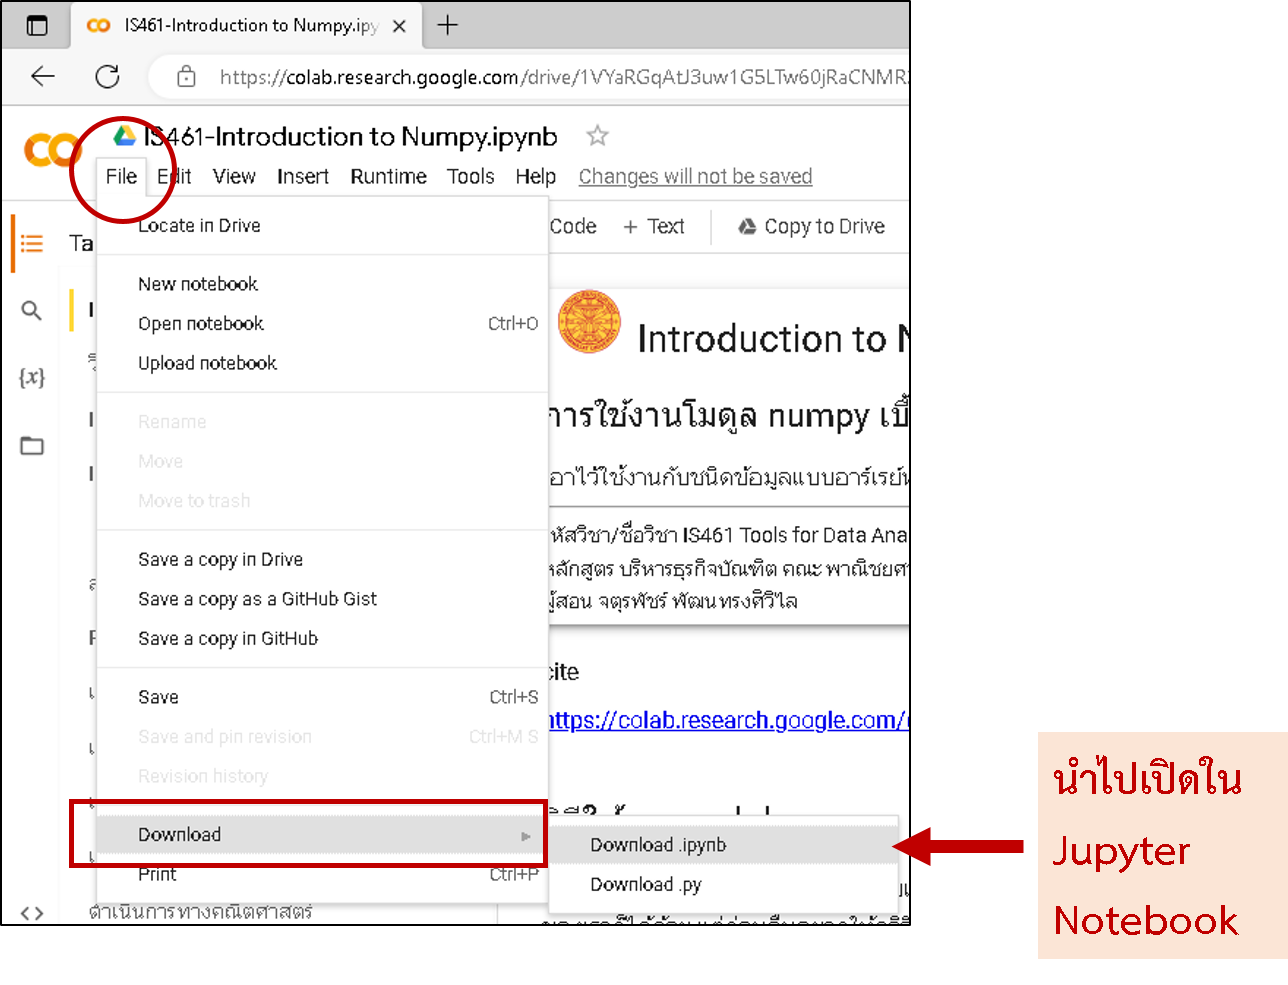 IS461-Introduction to Numpy.ipy
https://colab.research.google.com/drive/1VYaRGqAtJ3uw1G5LTw60jRaCNMR
IS461-Introduction to Numpy.ipynb
File Edit View Insert Runtime Tools Help Changes will not be saved
Code + Text Copy to Drive
Ta
Locate in Drive
New notebook
Open notebook Ctrl+O
Upload notebook
Rename
Move
Move to trash
Save a copy in Drive
Save a copy as a GitHub Gist
Save a copy in GitHub
Save Ctrl+S
Save and pin revision Ctrl+M S
Revision history
Download
Print Ctrl+P
Download .ipynb
Download .py
{x}
<>
ดำเนินการทางคณิตศาสตร์
Introduction to N
การใช้งานโมดูล numpy เบื้
อาไว้ใช้งานกับชนิดข้อมูลแบบอาร์เรย์
หัสวิชา/ชื่อวิชา IS461 Tools for Data Ana
หลักสูตร บริหารธุรกิจบัณฑิต คณะ พาณิชยศ
ผู้สอน จตุรพัชร์ พัฒนทรงศิวิไล
cite
https://colab.research.google.com/
นำไปเปิดใน
Jupyter
Notebook